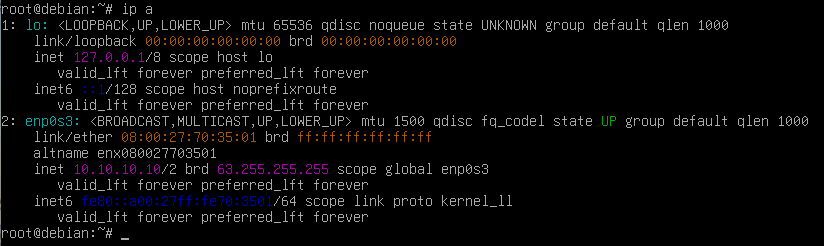 root@debian:~# ip a
1: lo: <LOOPBACK,UP,LOWER_UP> mtu 65536 qdisc noqueue state UNKNOWN group default qlen 1000
    link/loopback 00:00:00:00:00:00 brd 00:00:00:00:00:00
    inet 127.0.0.1/8 scope host lo
       valid_lft forever preferred_lft forever
    inet6 ::1/128 scope host noprefixroute
       valid_lft forever preferred_lft forever
2: enp0s3: <BROADCAST,MULTICAST,UP,LOWER_UP> mtu 1500 qdisc fq_codel state UP group default qlen 1000
    link/ether 08:00:27:70:35:01 brd ff:ff:ff:ff:ff:ff
    altname enx080027703501
    inet 10.10.10.10/2 brd 63.255.255.255 scope global enp0s3
       valid_lft forever preferred_lft forever
    inet6 fe80::a00:27ff:fe70:3501/64 scope link proto kernel_ll
       valid_lft forever preferred_lft forever
root@debian:~# _